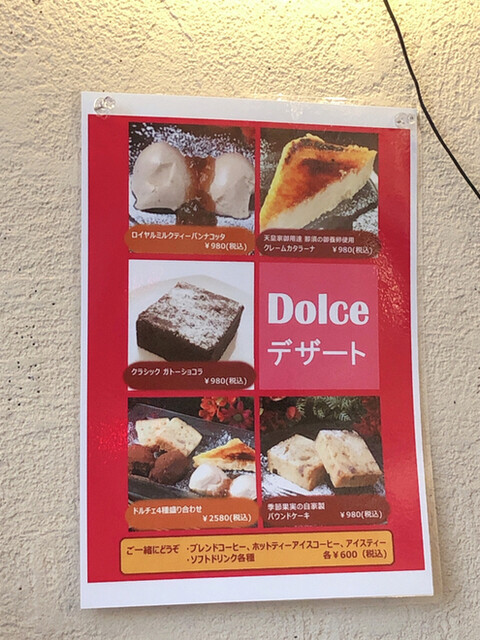 ロイヤルミルクティーパンナコッタ
￥980(税込)
天皇家御用達 那須の御養卵使用
クレームカタラーナ ￥980(税込)
クラシック ガトーショコラ
￥980(税込)
Dolce
デザート
ドルチェ4種盛り合わせ
￥2580(税込)
季節果実の自家製
パウンドケーキ ￥980(税込)
ご一緒にどうぞ ・ブレンドコーヒー、ホットティーアイスコーヒー、アイスティー
・ソフトドリンク各種 各￥600（税込）